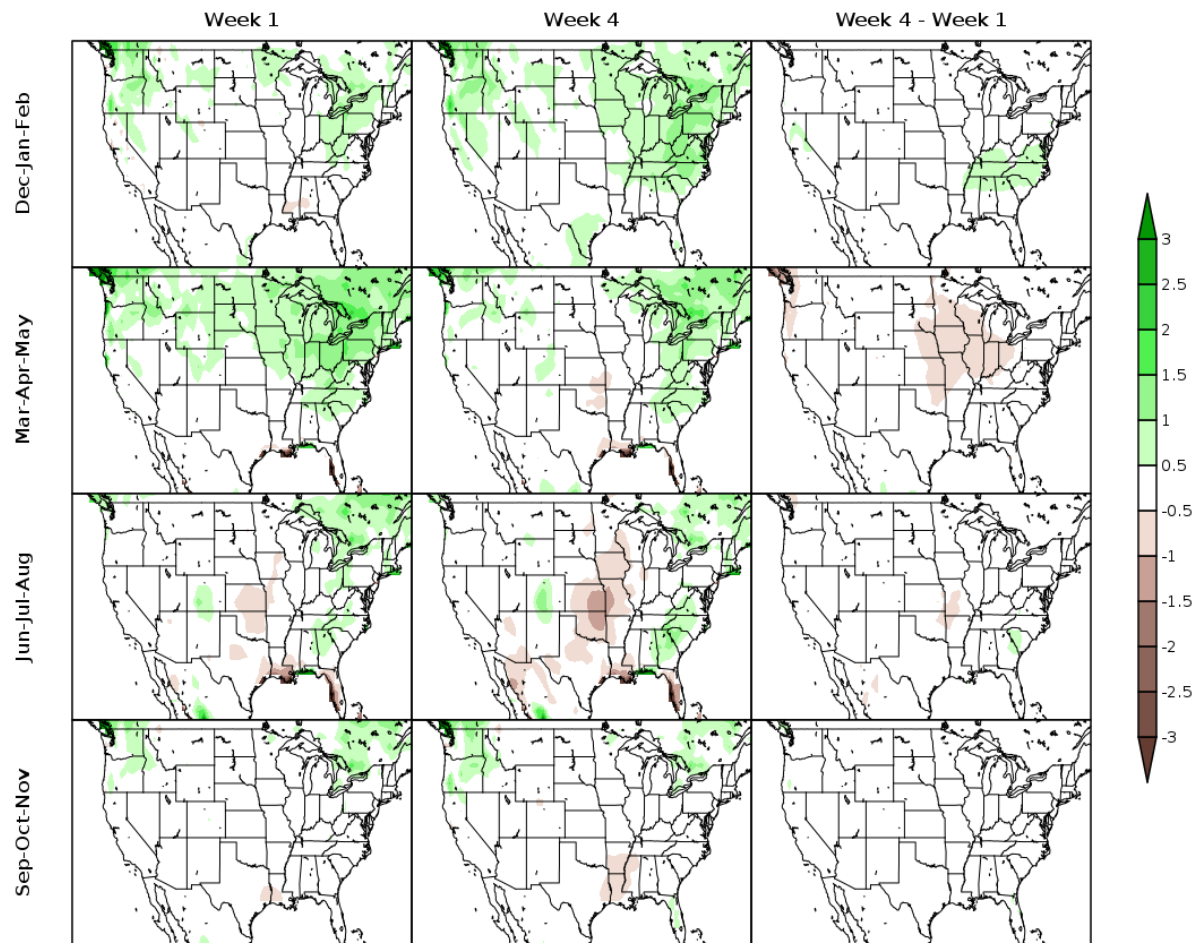 Week 1
Week 4
Week 4 - Week 1
Dec-Jan-Feb
Mar-Apr-May
Jun-Jul-Aug
Sep-Oct-Nov
3
2.5
2
1.5
1
0.5
-0.5
-1
-1.5
-2
-2.5
-3